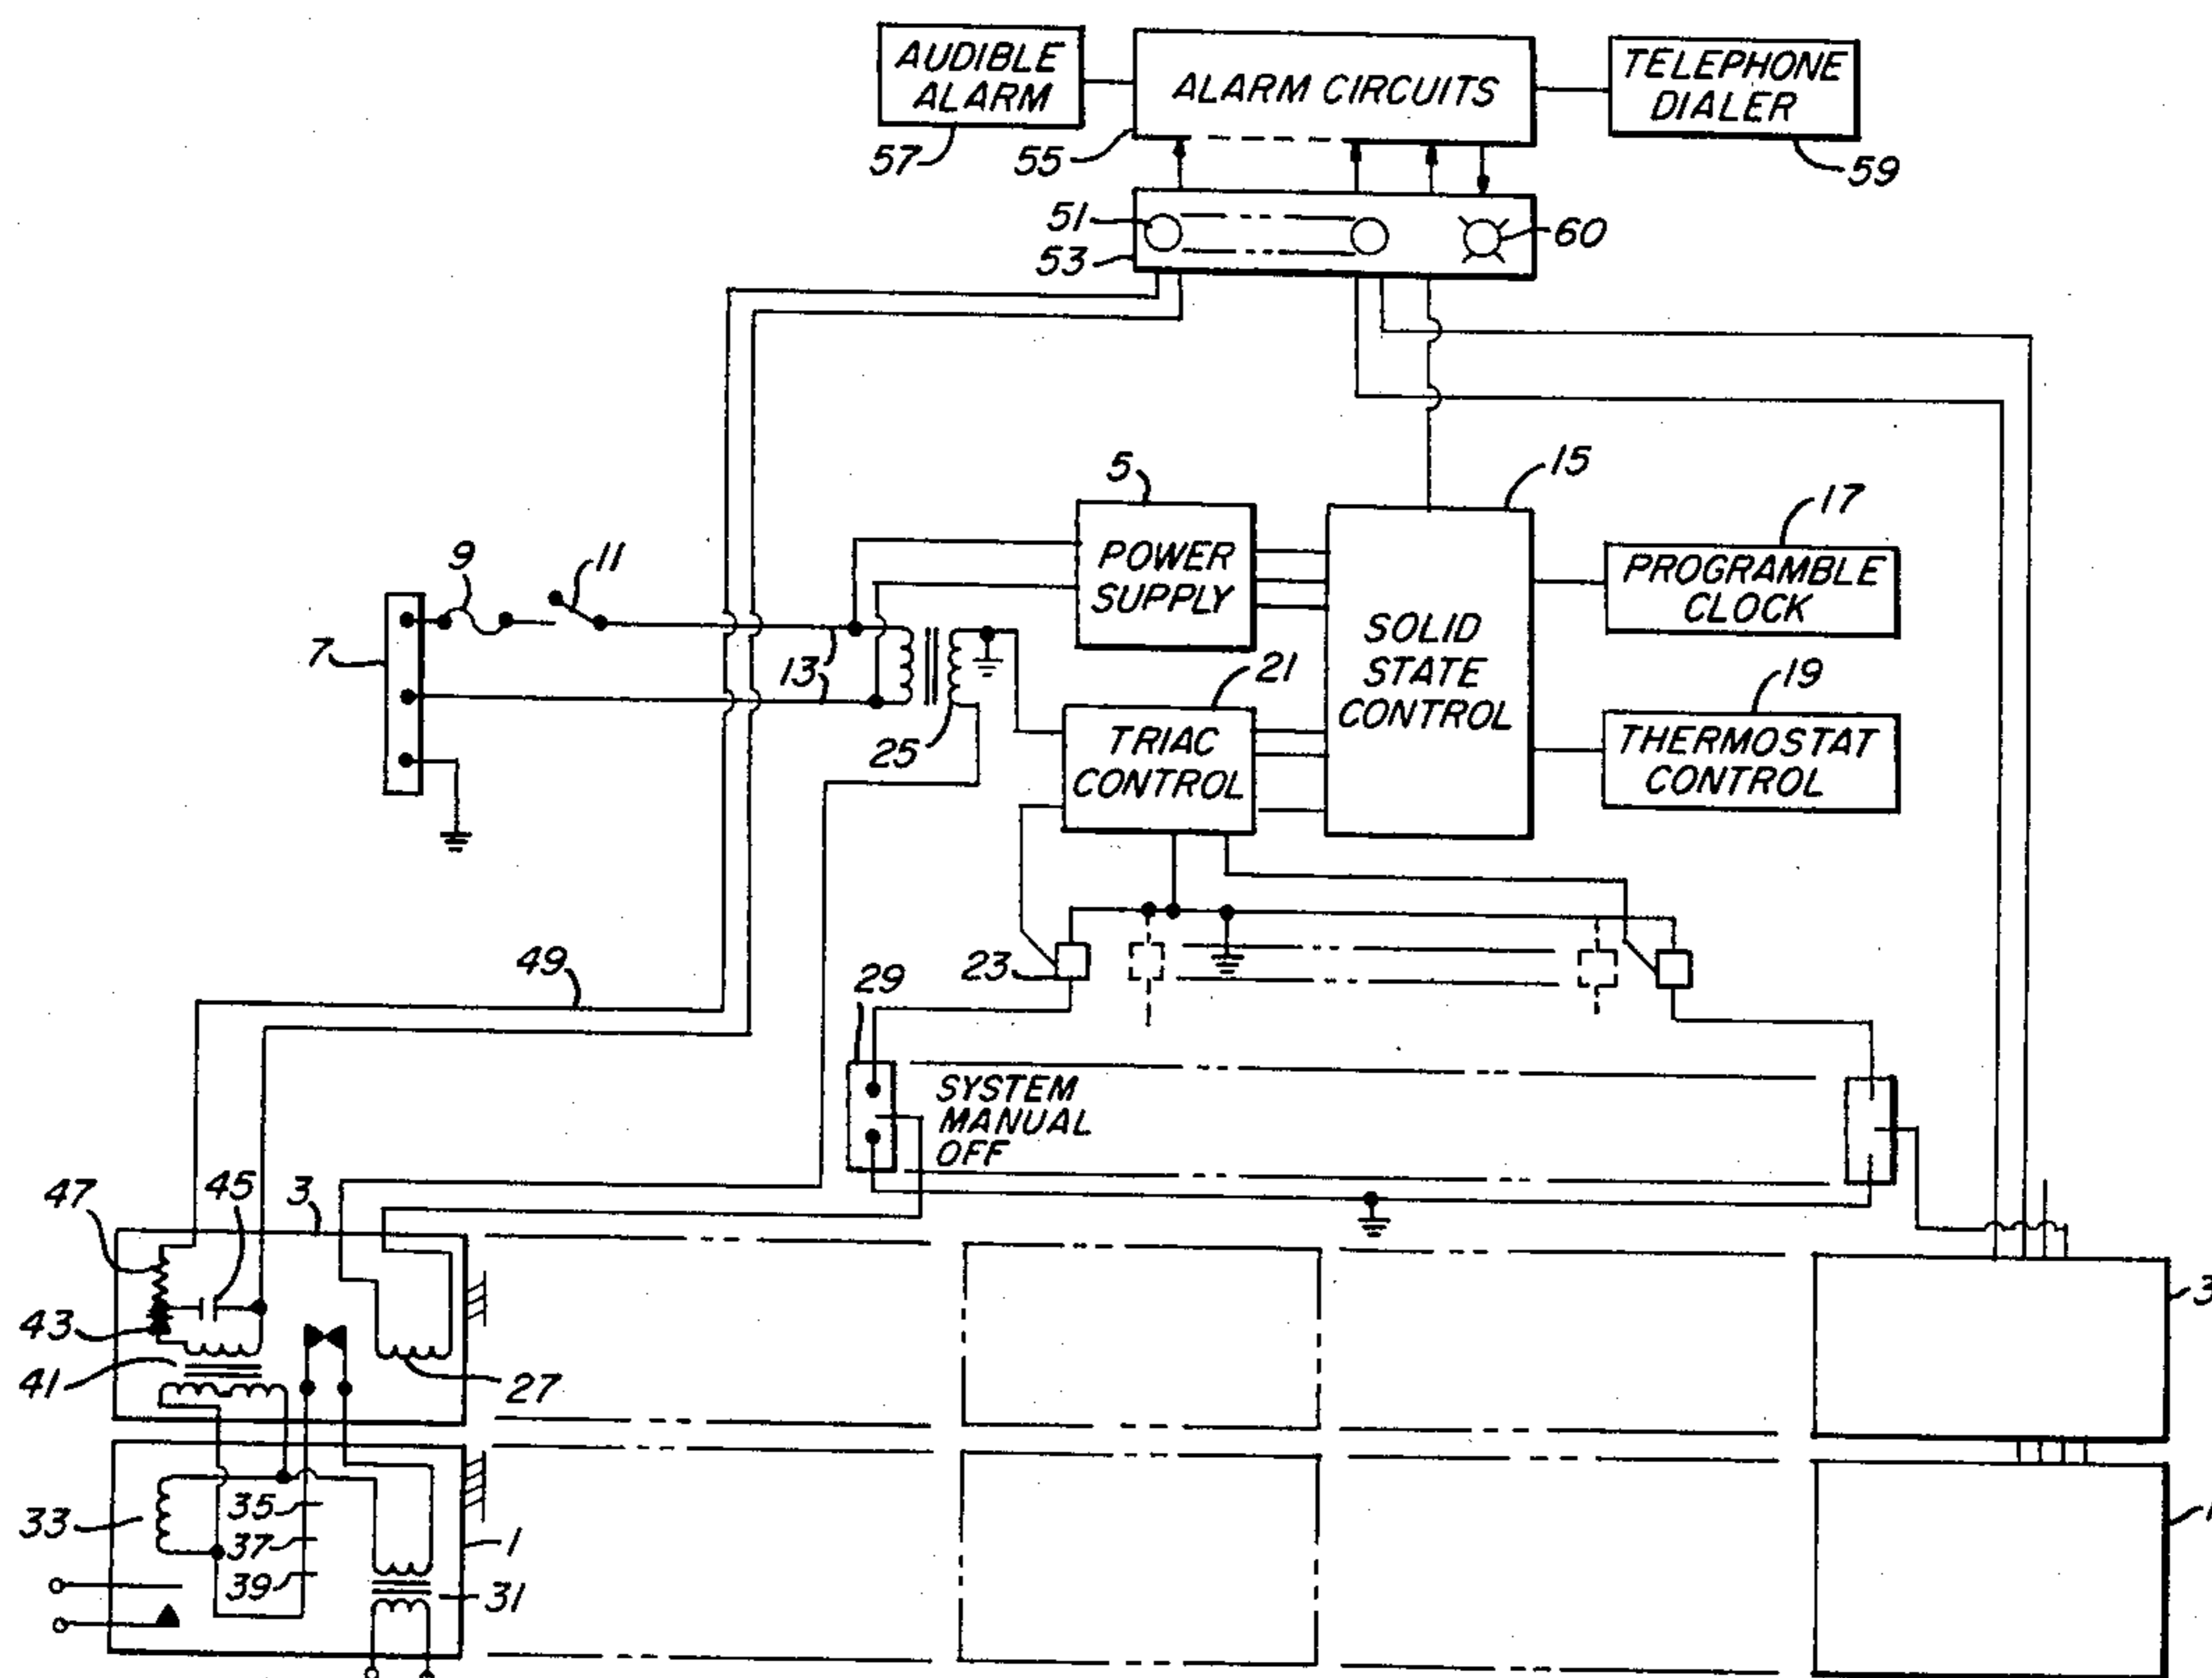 AUDIBLE
ALARM
ALARM CIRCUITS
TELEPHONE
DIALER
57
55
59
51
53
60
5
15
17
9
11
POWER
SUPPLY
PROGRAMBLE
CLOCK
7
13
SOLID
STATE
CONTROL
21
19
25
TRIAC
CONTROL
THERMOSTAT
CONTROL
49
29
23
SYSTEM
MANUAL
OFF
47
45
3
43
3
41
27
33
35
37
39
1
31
1